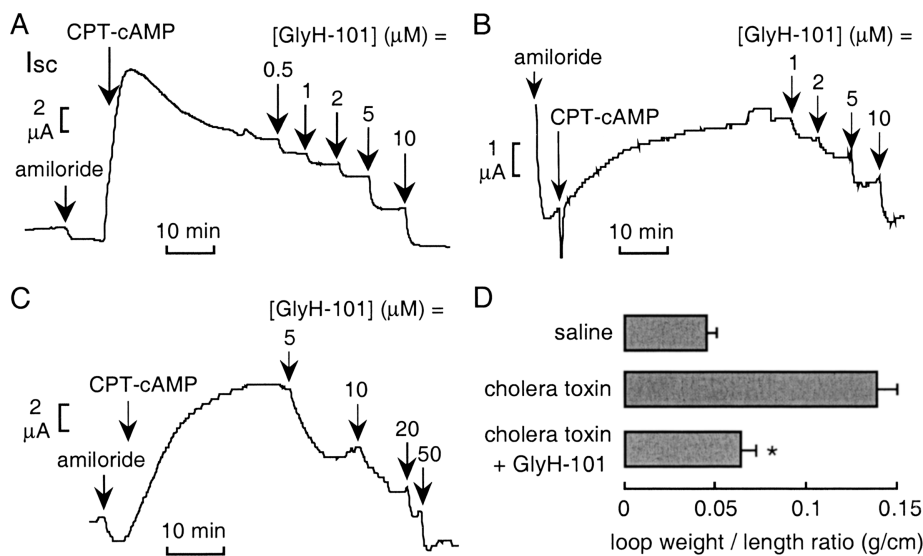 A
CPT-cAMP
[GlyH-101] (μM) =
Isc
0.5
1
2
5
10
2
μA
amiloride
10 min
B
[GlyH-101] (μM) =
amiloride
1
2
5
10
CPT-cAMP
1
μA
10 min
C
[GlyH-101] (μM) =
5
CPT-cAMP
10
2
μA
20
50
amiloride
10 min
D
saline
cholera toxin
cholera toxin
+ GlyH-101
*
0
0.05
0.1
0.15
loop weight / length ratio (g/cm)